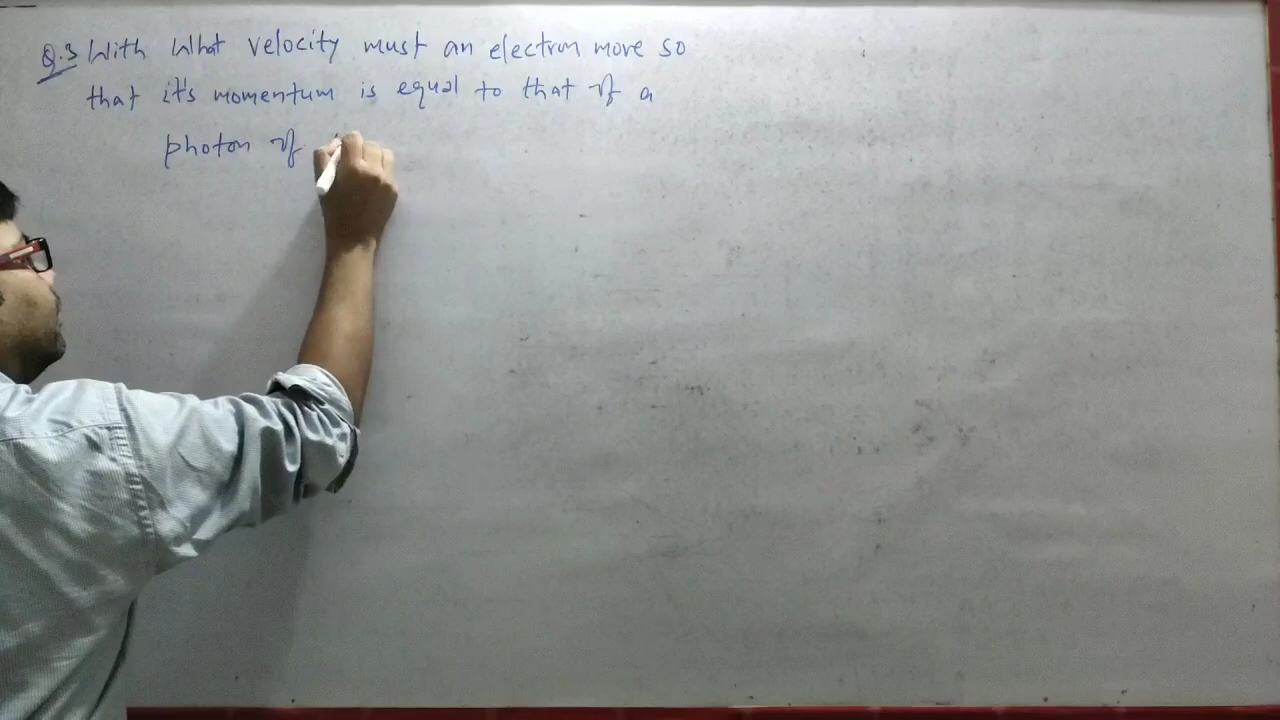 Q.3 With What velocity must an electron move so
that it's momentum is equal to that of a
photon of